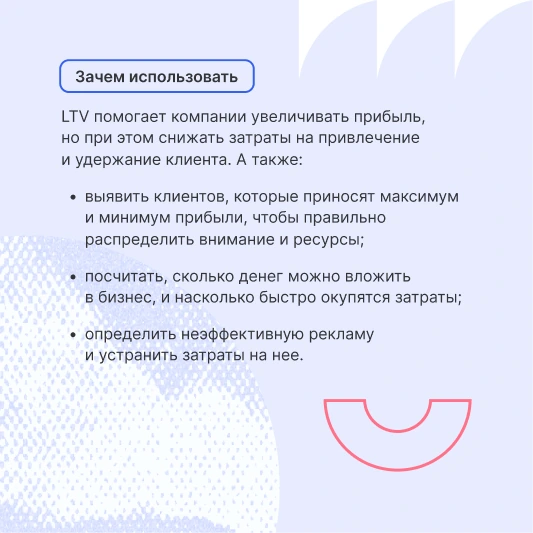 Зачем использовать
LTV помогает компании увеличивать прибыль,
но при этом снижать затраты на привлечение
и удержание клиента. А также:
• выявить клиентов, которые приносят максимум
и минимум прибыли, чтобы правильно
распределить внимание и ресурсы;
• посчитать, сколько денег можно вложить
в бизнес, и насколько быстро окупятся затраты;
• определить неэффективную рекламу
и устранить затраты на нее.